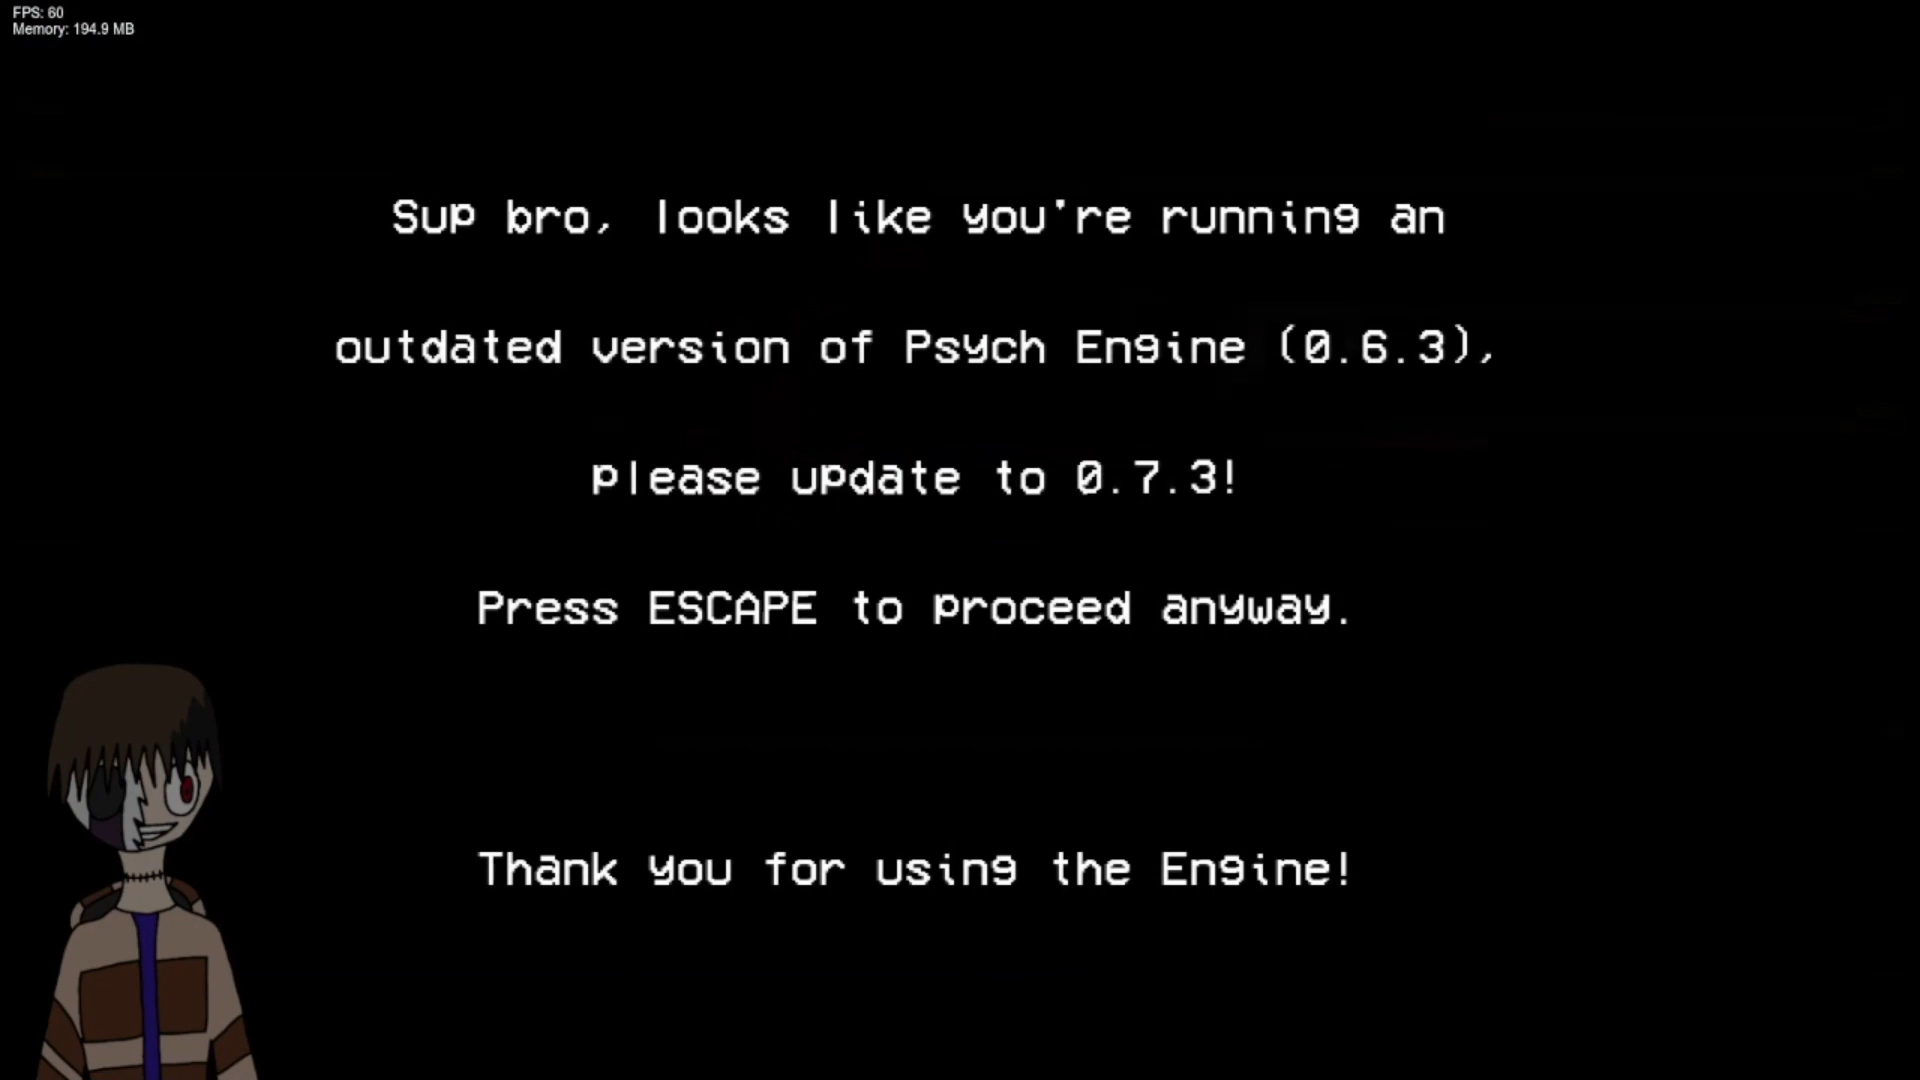 FPS: 60
Memory: 194.9 MB
Sup bro, looks like you're running an
outdated version of Psych Engine (0.6.3),
please update to 0.7.3!
Press ESCAPE to proceed anyway.
Thank you for using the Engine!